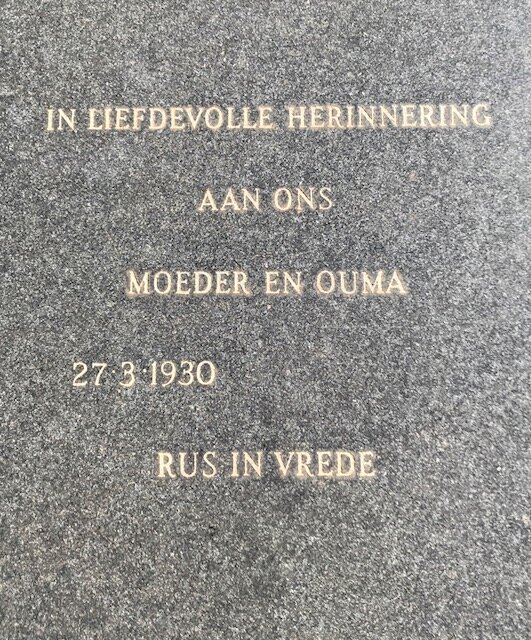 IN LIEFDEVOLLE HERINNERING
AAN ONS
MOEDER EN OUMA
27·3·1930
RUS IN VREDE